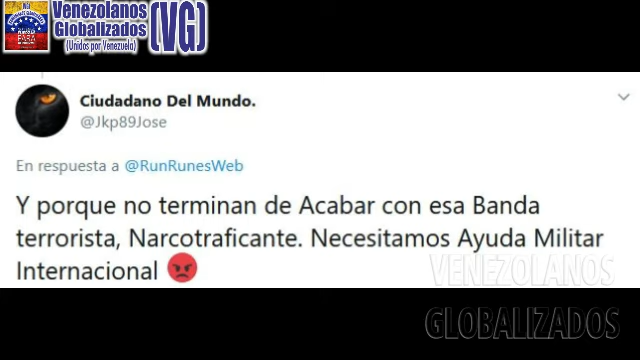 Venezolanos
Globalizados
(Unidos por Venezuela)
(VG)
Ciudadano Del Mundo.
@Jkp89Jose
En respuesta a @RunRunesWeb
Y porque no terminan de Acabar con esa Banda
terrorista, Narcotraficante. Necesitamos Ayuda Militar
Internacional
VENEZOLANOS
GLOBALIZADOS